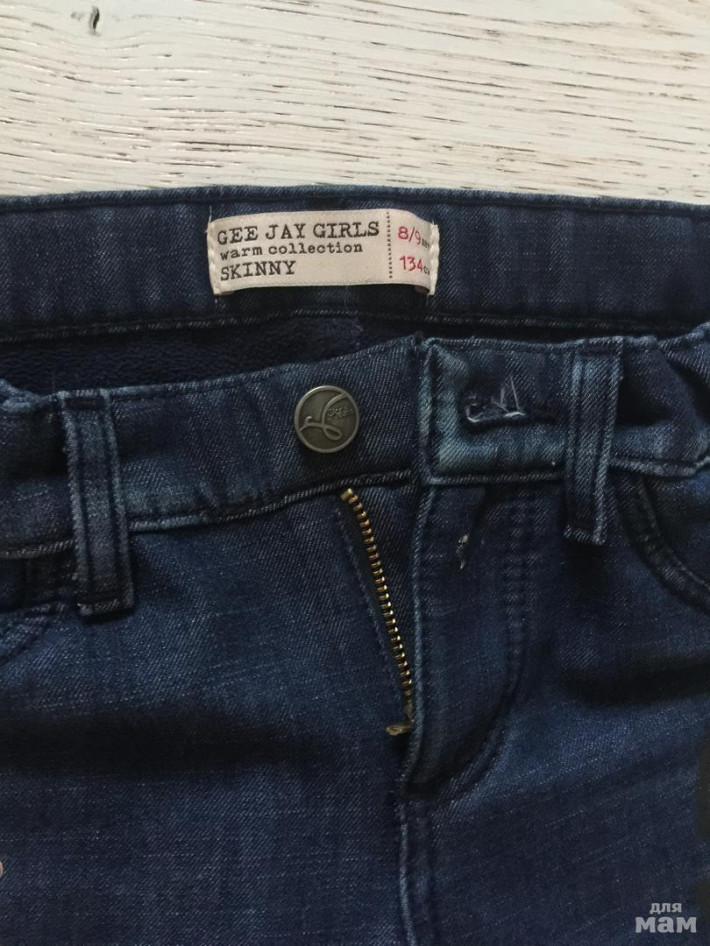 GEE JAY GIRLS
warm collection
SKINNY
8/9
134
для
мам